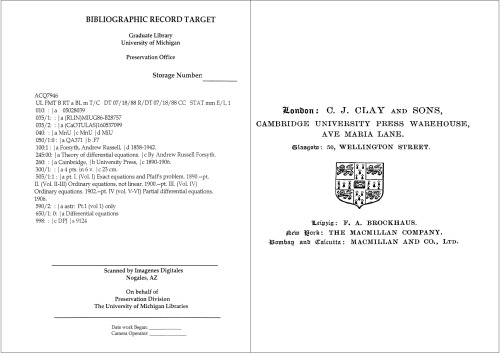 BIBLIOGRAPHIC RECORD TARGET
Graduate Library
University of Michigan
Preservation Office
Storage Number:
ACQ7946
UL FMT B RT a BL m T/C DT 07/18/88 R/DT 07/18/88 CC STAT mm E/L 1
010: : |a 05028039
035/1: : |a (RLIN)MIUG86-B28757
035/2: : |a (CaOTULAS)160537099
040: : |a MnU |c MnU |d MiU
050/1:0 : |a QA371 |b .F7
100:1 : |a Forsyth, Andrew Russell, |d 1858-1942.
245:00: |a Theory of differential equations. |c By Andrew Russell Forsyth.
260: : |a Cambridge, |b University Press, |c 1890-1906.
300/1: : |a 4 pts. in 6 v. |c 23 cm.
505/1:1 : |a pt. I. (Vol. I) Exact equations and Pfaff's problem. 1890.--pt.
II. (Vol. II-III) Ordinary equations, not linear. 1900.--pt. III. (Vol. IV)
Ordinary equations. 1902.--pt. IV (vol. V-VI) Partial differential equations.
1906.
590/2: : |a astr: Pt.1 (vol 1) only
650/1: 0: |a Differential equations
998: : |c DPJ |s 9124
Scanned by Imagenes Digitales
Nogales, AZ
On behalf of
Preservation Division
The University of Michigan Libraries
Date work Began:
Camera Operator:
London: C. J. CLAY AND SONS,
CAMBRIDGE UNIVERSITY PRESS WAREHOUSE,
AVE MARIA LANE.
Glasgow: 50, WELLINGTON STREET.
Leipzig: F. A. BROCKHAUS.
New York: THE MACMILLAN COMPANY.
Bombay and Calcutta: MACMILLAN AND CO., LTD.